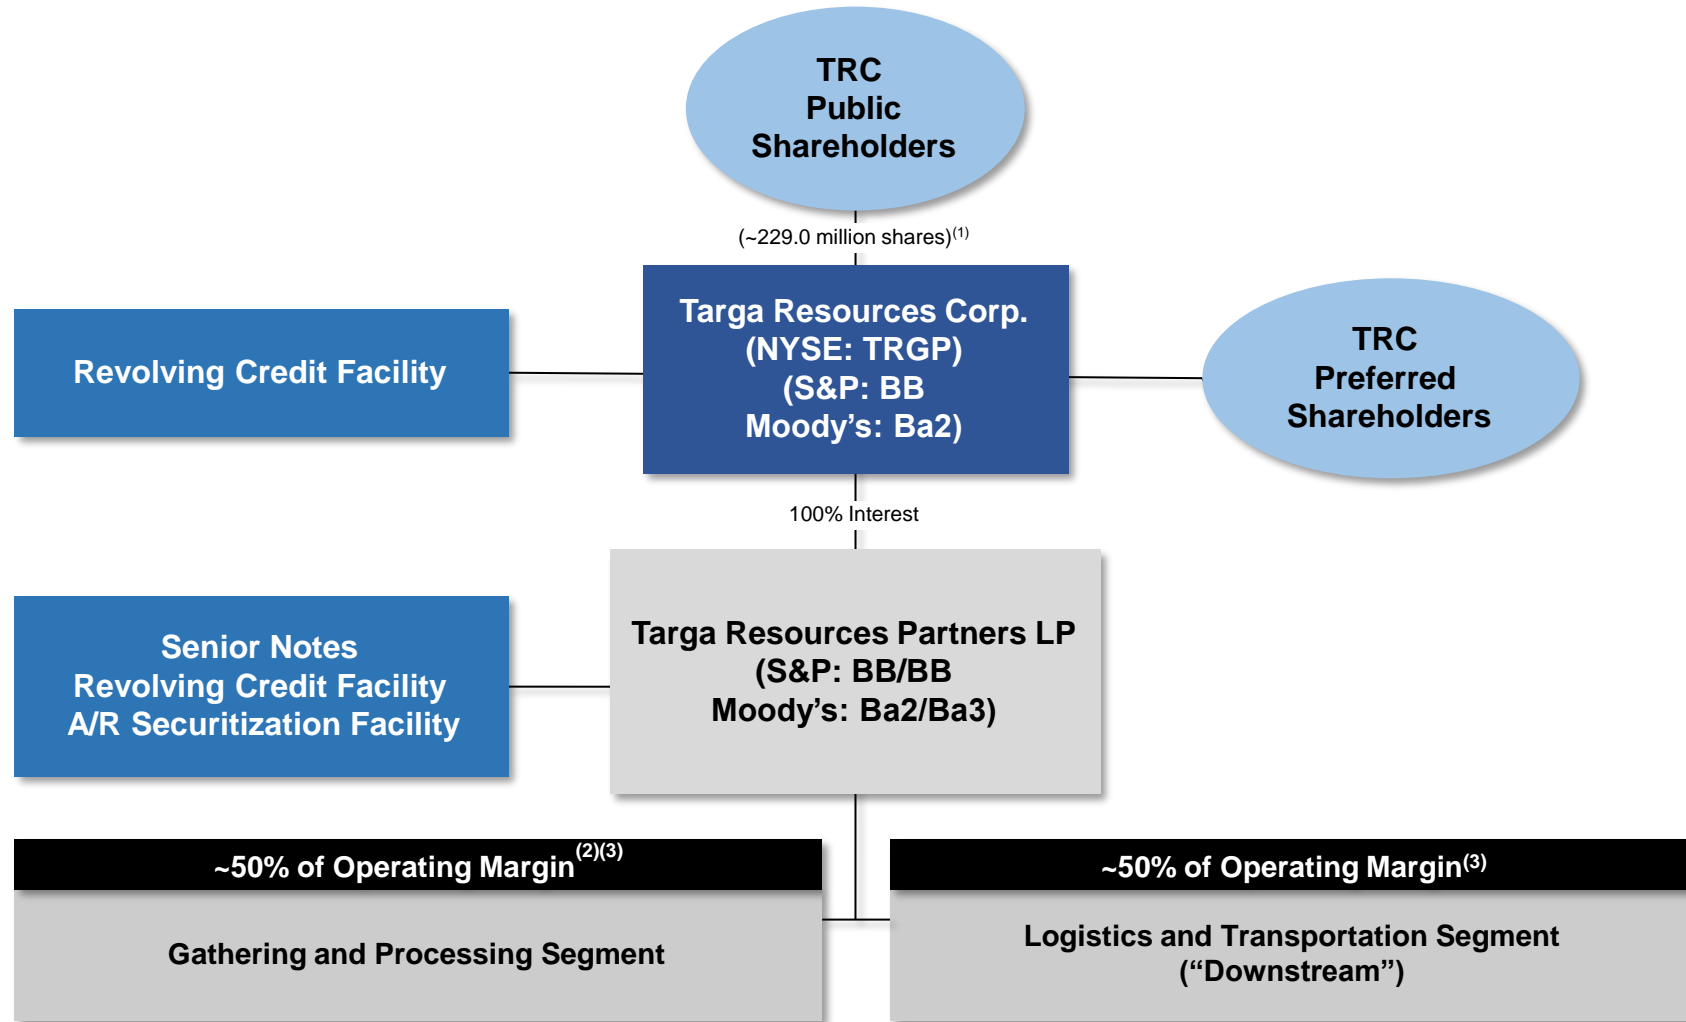 TRC
Public
Shareholders
(~229.0 million shares)(1)
Targa Resources Corp.
(NYSE: TRGP)
(S&P: BB
Moody’s: Ba2)
Revolving Credit Facility
TRC
Preferred
Shareholders
100% Interest
Targa Resources Partners LP
(S&P: BB/BB
Moody’s: Ba2/Ba3)
Senior Notes
Revolving Credit Facility
A/R Securitization Facility
~50% of Operating Margin(2)(3)
Gathering and Processing Segment
~50% of Operating Margin(3)
Logistics and Transportation Segment
(“Downstream”)